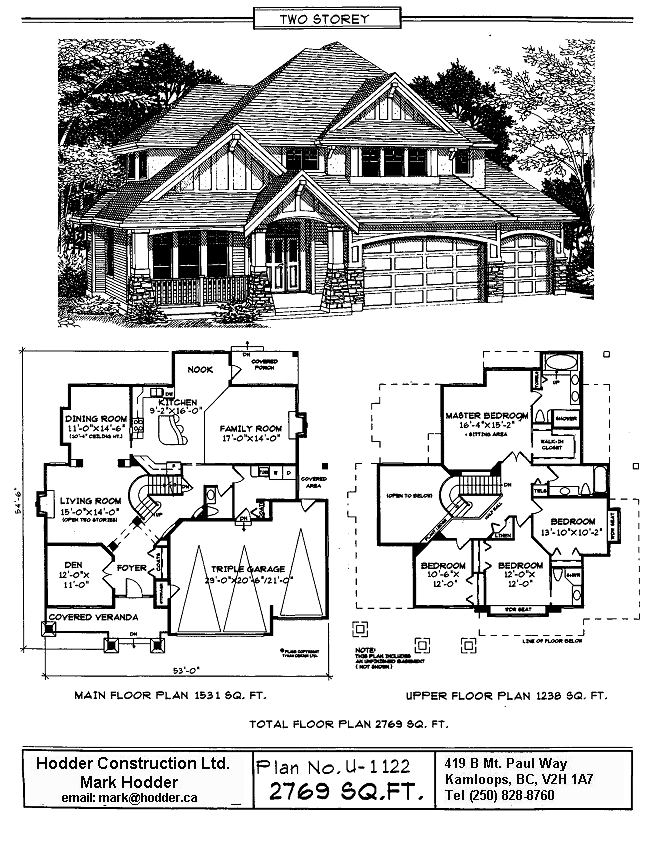 TWO STOREY
DN
COVERED
PORCH
NOOK
KITCHEN
9'-2"X16'-0"
DINING ROOM
11'-0"X14'-6"
(10'-4" CEILING HT.)
FAMILY ROOM
17'-0"X14'-0"
W D
COVERED
AREA
DN
UP
LIVING ROOM
15'-0"X14'-0"
(OPEN TWO STORIES)
54'-6"
DEN
12'-0"X
11'-0"
FOYER
COATS
TRIPLE GARAGE
29'-0"X20'-6"/21'-0"
COVERED VERANDA
DN
53'-0"
MAIN FLOOR PLAN 1531 SQ. FT.
UP
SHOWER
MASTER BEDROOM
16'-4"X15'-2"
+ SITTING AREA
WALK-IN
CLOSET
(OPEN TO BELOW)
DN
LINEN
BEDROOM
13'-10"X10'-2"
BEDROOM
10'-6"X
12'-0"
BEDROOM
12'-0"X
12'-0"
WDW SEAT
WDW SEAT
LINE OF FLOOR BELOW
NOTE:
THIS PLAN INCLUDES
AN UNFINISHED BASEMENT
(NOT SHOWN)
UPPER FLOOR PLAN 1238 SQ. FT.
TOTAL FLOOR PLAN 2769 SQ. FT.
Hodder Construction Ltd.
Mark Hodder
email: mark@hodder.ca
Plan No. U-1122
2769 SQ.FT.
419 B Mt. Paul Way
Kamloops, BC, V2H 1A7
Tel (250) 828-8760